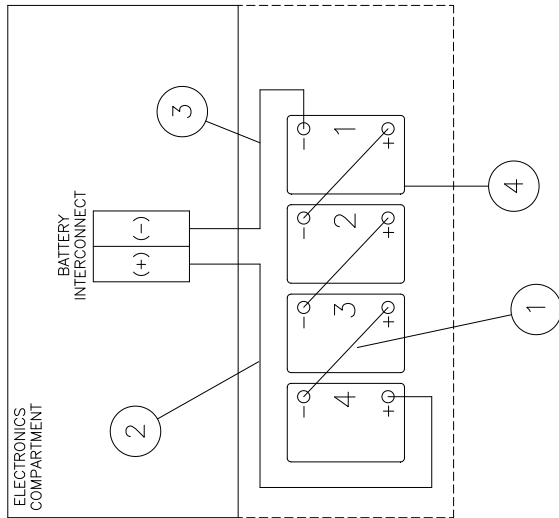 ELECTRONICS
COMPARTMENT
BATTERY
INTERCONNECT
(+) (-)
2
3
- - - -
4 3 2 1
+ + + +
1
4